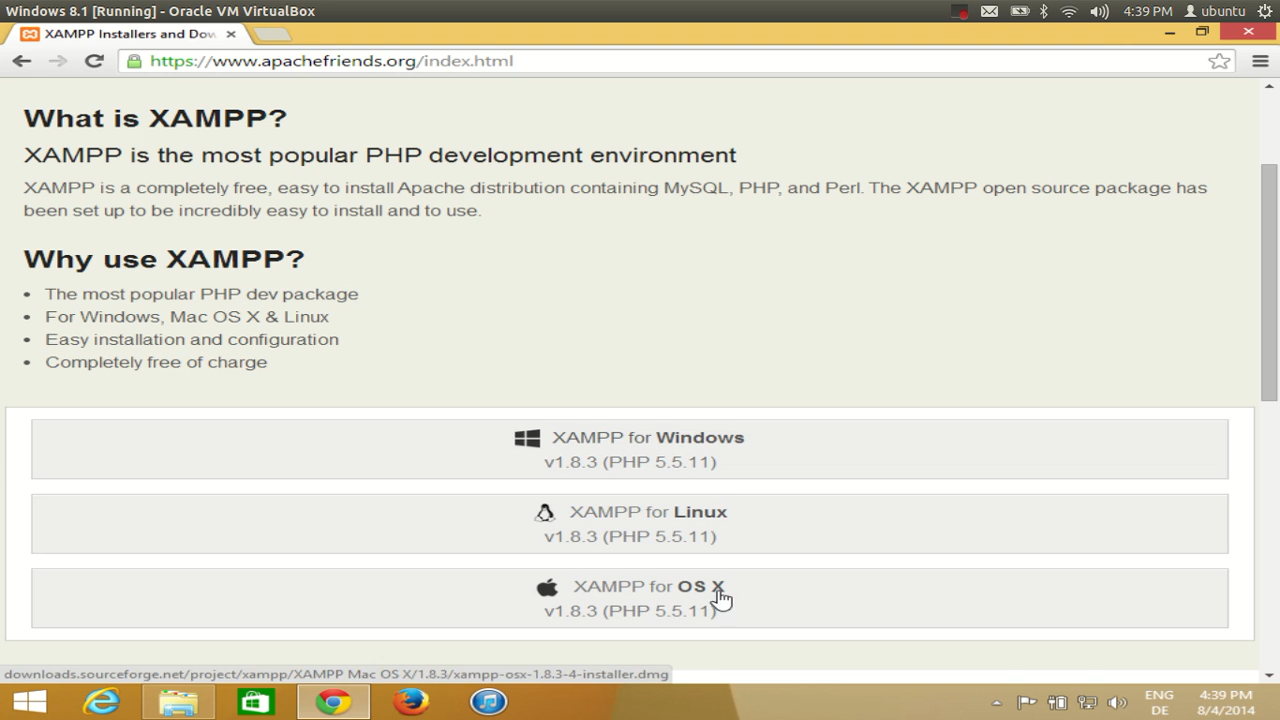 Windows 8.1 [Running] - Oracle VM VirtualBox
4:39 PM
ubuntu
XAMPP Installers and Dow
https://www.apachefriends.org/index.html
What is XAMPP?
XAMPP is the most popular PHP development environment
XAMPP is a completely free, easy to install Apache distribution containing MySQL, PHP, and Perl. The XAMPP open source package has
been set up to be incredibly easy to install and to use.
Why use XAMPP?
• The most popular PHP dev package
• For Windows, Mac OS X & Linux
• Easy installation and configuration
• Completely free of charge
XAMPP for Windows
v1.8.3 (PHP 5.5.11)
XAMPP for Linux
v1.8.3 (PHP 5.5.11)
XAMPP for OS X
v1.8.3 (PHP 5.5.11)
downloads.sourceforge.net/project/xampp/XAMPP Mac OS X/1.8.3/xampp-osx-1.8.3-4-installer.dmg
ENG
DE
4:39 PM
8/4/2014